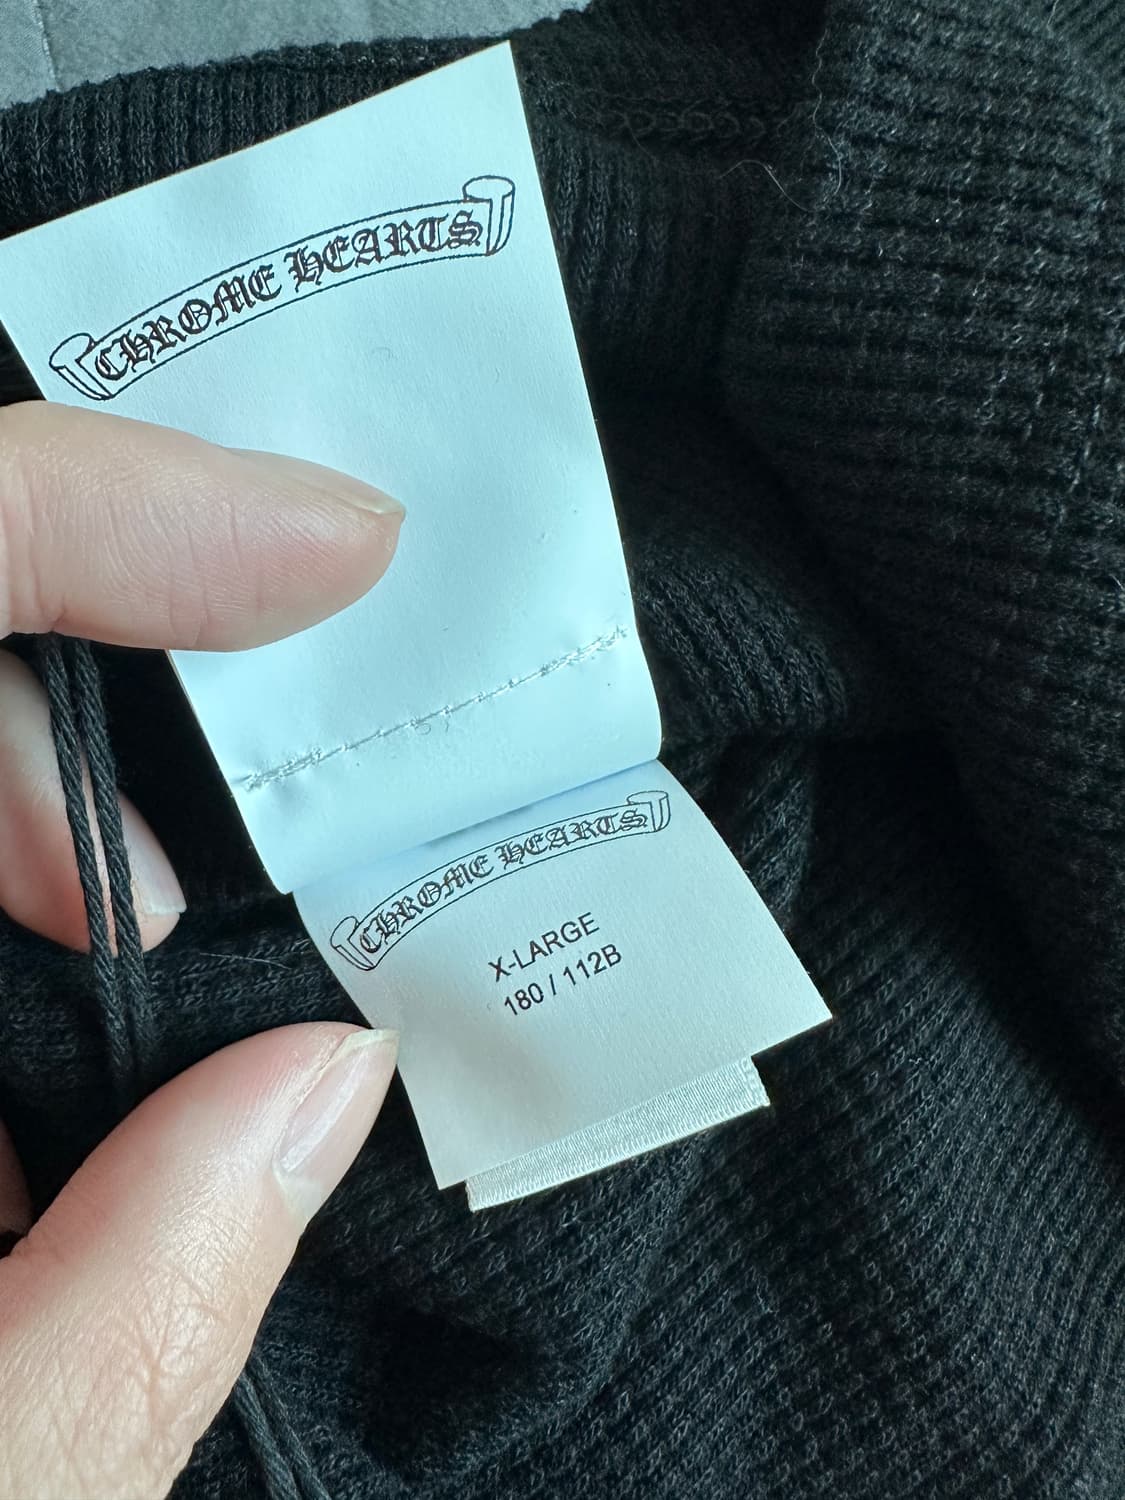 CHROME HEARTS
CHROME HEARTS
X-LARGE
180 / 112B